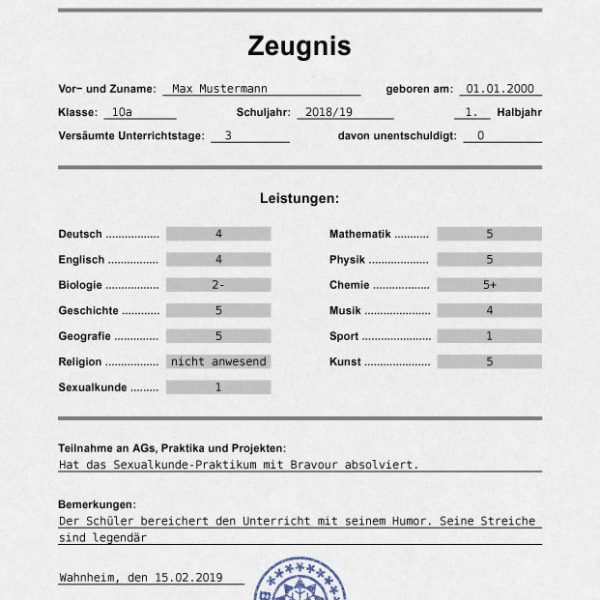 Zeugnis
Vor- und Zuname: Max Mustermann geboren am: 01.01.2000
Klasse: 10a Schuljahr: 2018/19 1. Halbjahr
Versäumte Unterrichtstage: 3 davon unentschuldigt: 0
Leistungen:
Deutsch ................ 4 Mathematik ........... 5
Englisch ................ 4 Physik ................... 5
Biologie ................ 2- Chemie .................. 5+
Geschichte ............ 5 Musik ..................... 4
Geografie .............. 5 Sport ...................... 1
Religion ................. nicht anwesend Kunst ..................... 5
Sexualkunde ......... 1
Teilnahme an AGs, Praktika und Projekten:
Hat das Sexualkunde-Praktikum mit Bravour absolviert.
Bemerkungen:
Der Schüler bereichert den Unterricht mit seinem Humor. Seine Streiche
sind legendär
Wahnheim, den 15.02.2019